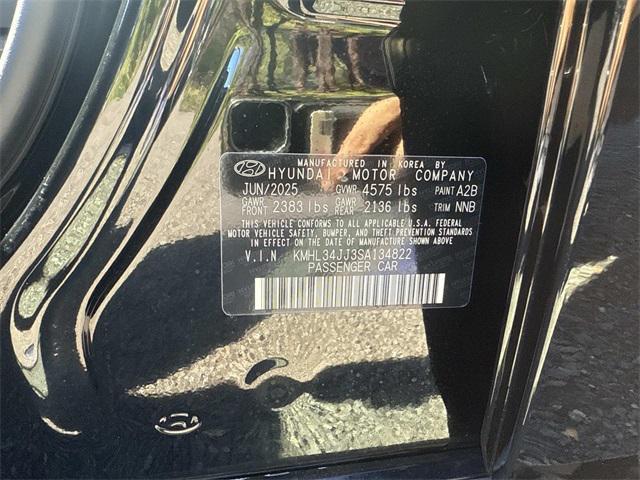 MANUFACTURED IN KOREA BY
HYUNDAI MOTOR COMPANY
JUN/2025 GVWR 4575 lbs PAINT A2B
GAWR FRONT 2383 lbs GAWR REAR 2136 lbs TRIM NNB
THIS VEHICLE CONFORMS TO ALL APPLICABLE U.S.A. FEDERAL
MOTOR VEHICLE SAFETY, BUMPER, AND THEFT PREVENTION STANDARDS
IN EFFECT ON THE DATE OF MANUFACTURE SHOWN ABOVE.
V.I.N KMHL34JJ3SA134822
PASSENGER CAR